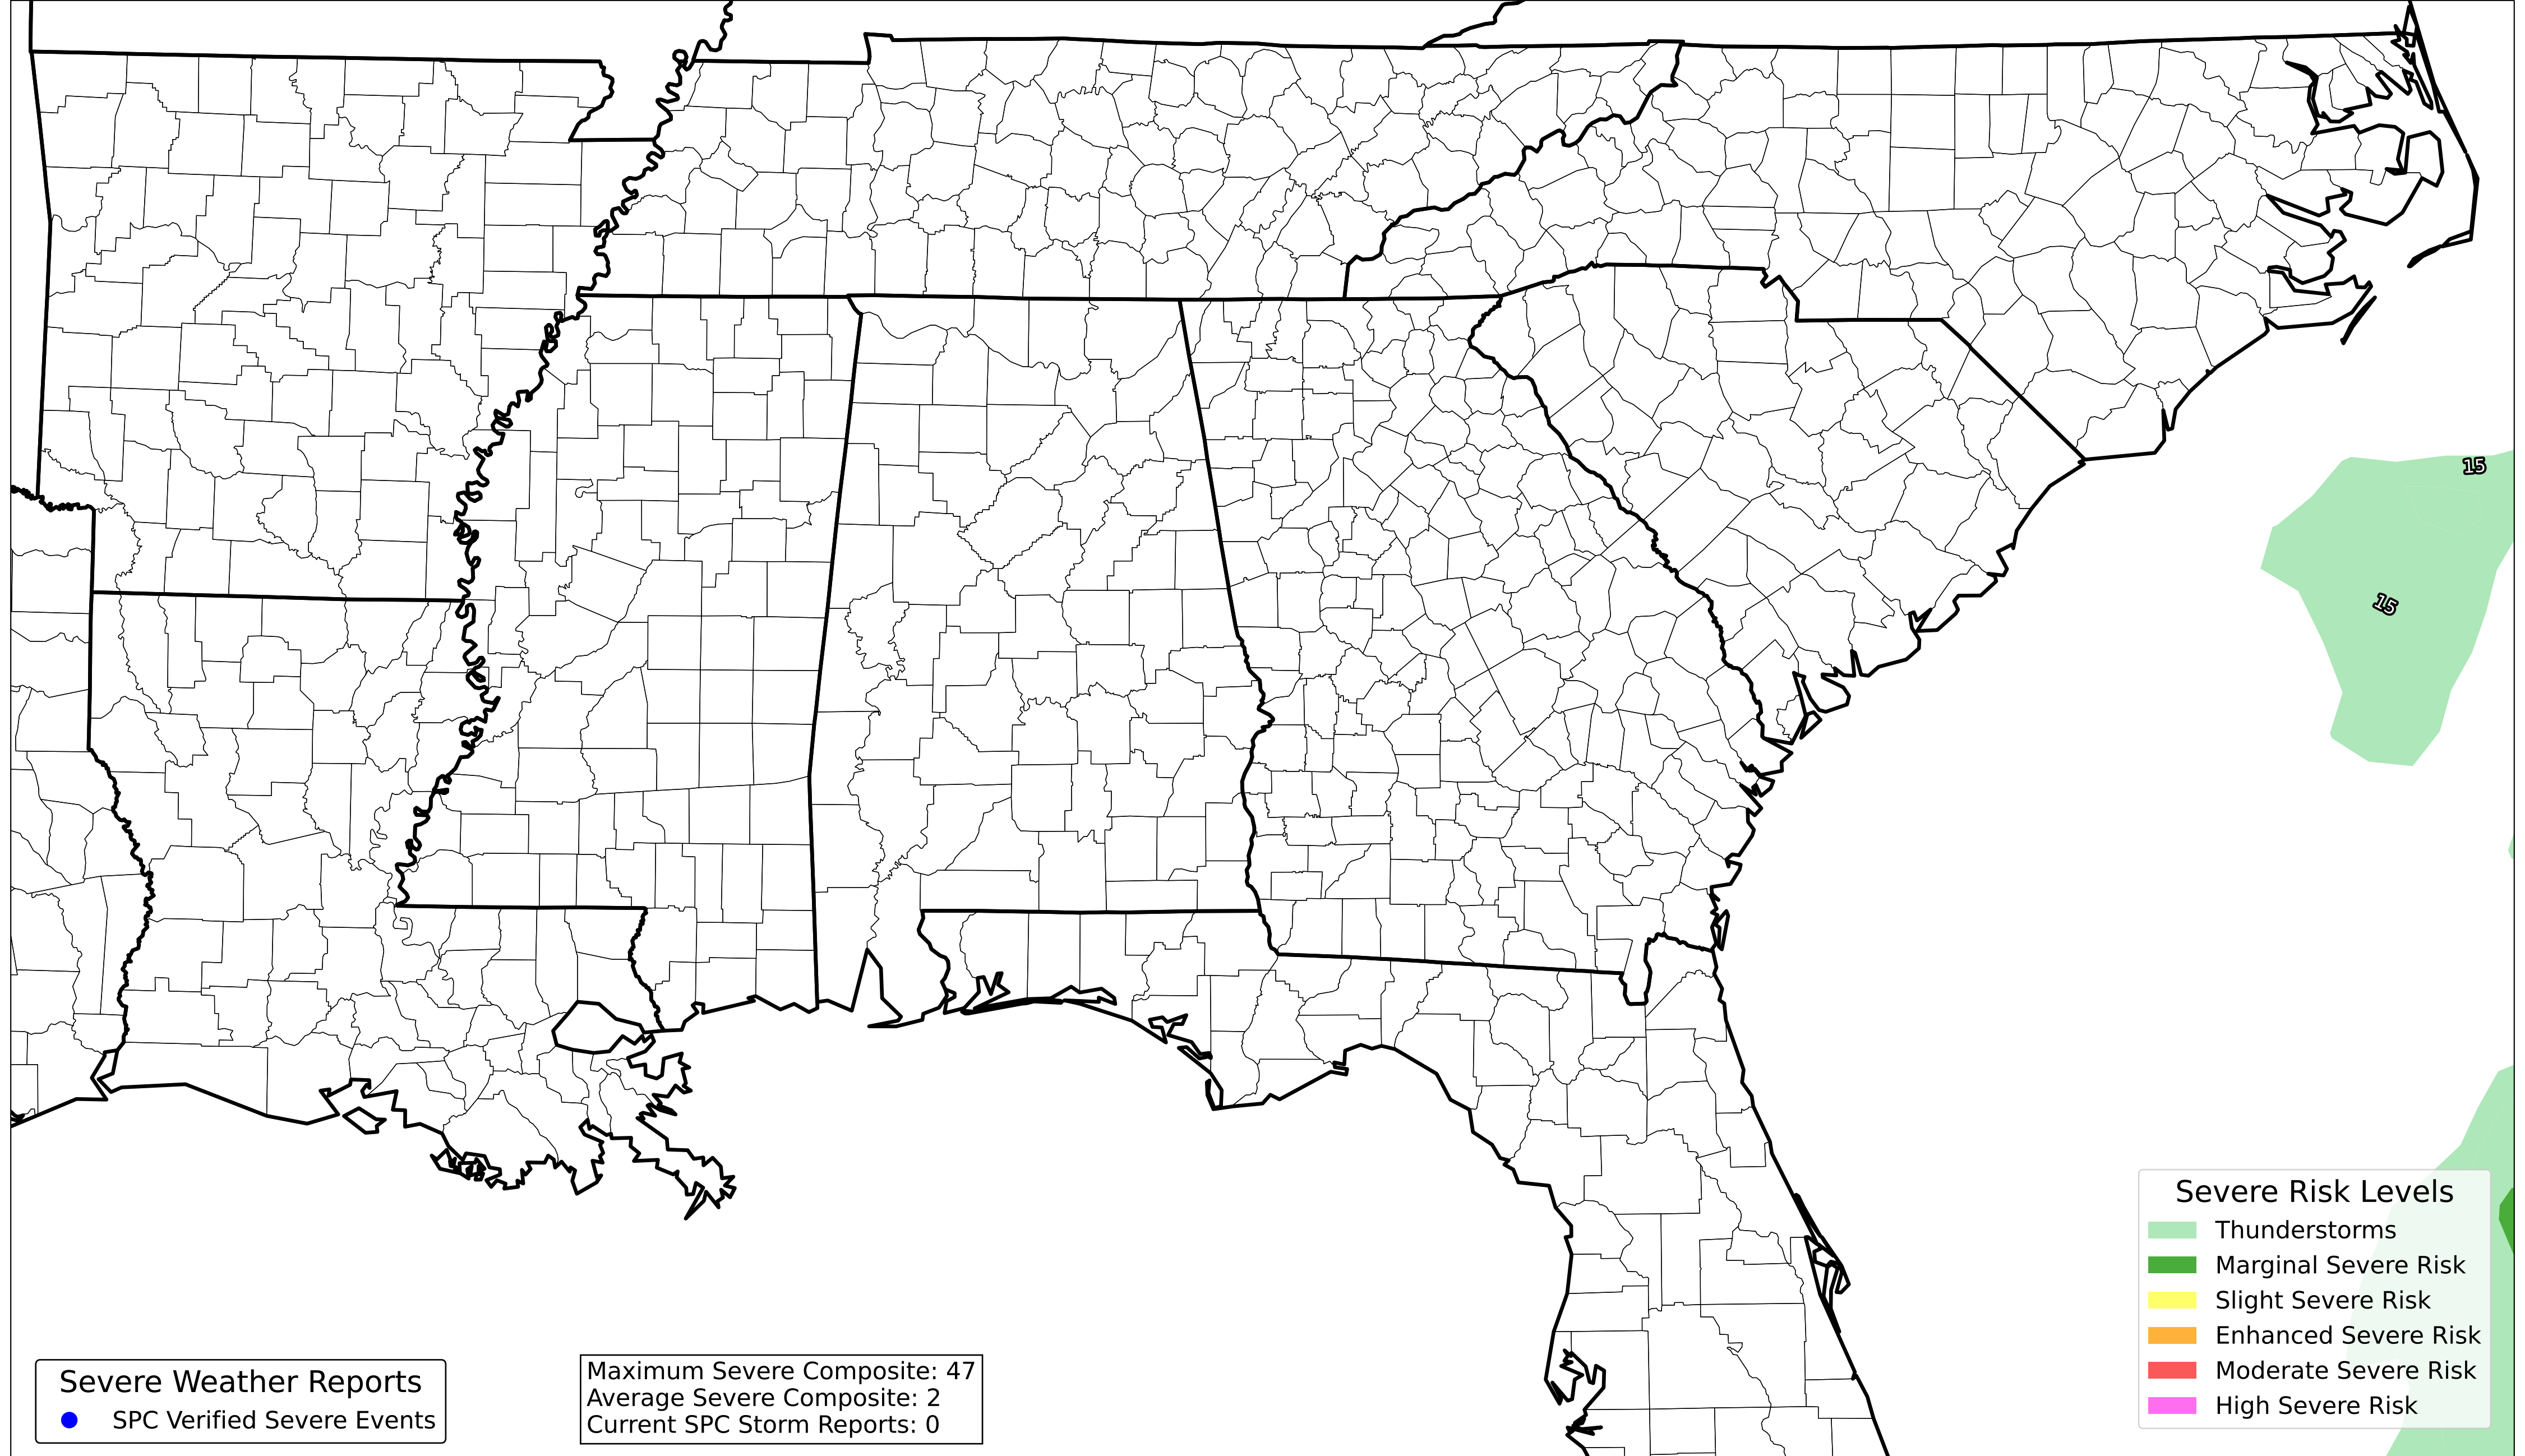 15
15
Severe Risk Levels
Thunderstorms
Marginal Severe Risk
Slight Severe Risk
Enhanced Severe Risk
Moderate Severe Risk
High Severe Risk
Severe Weather Reports
SPC Verified Severe Events
Maximum Severe Composite: 47
Average Severe Composite: 2
Current SPC Storm Reports: 0